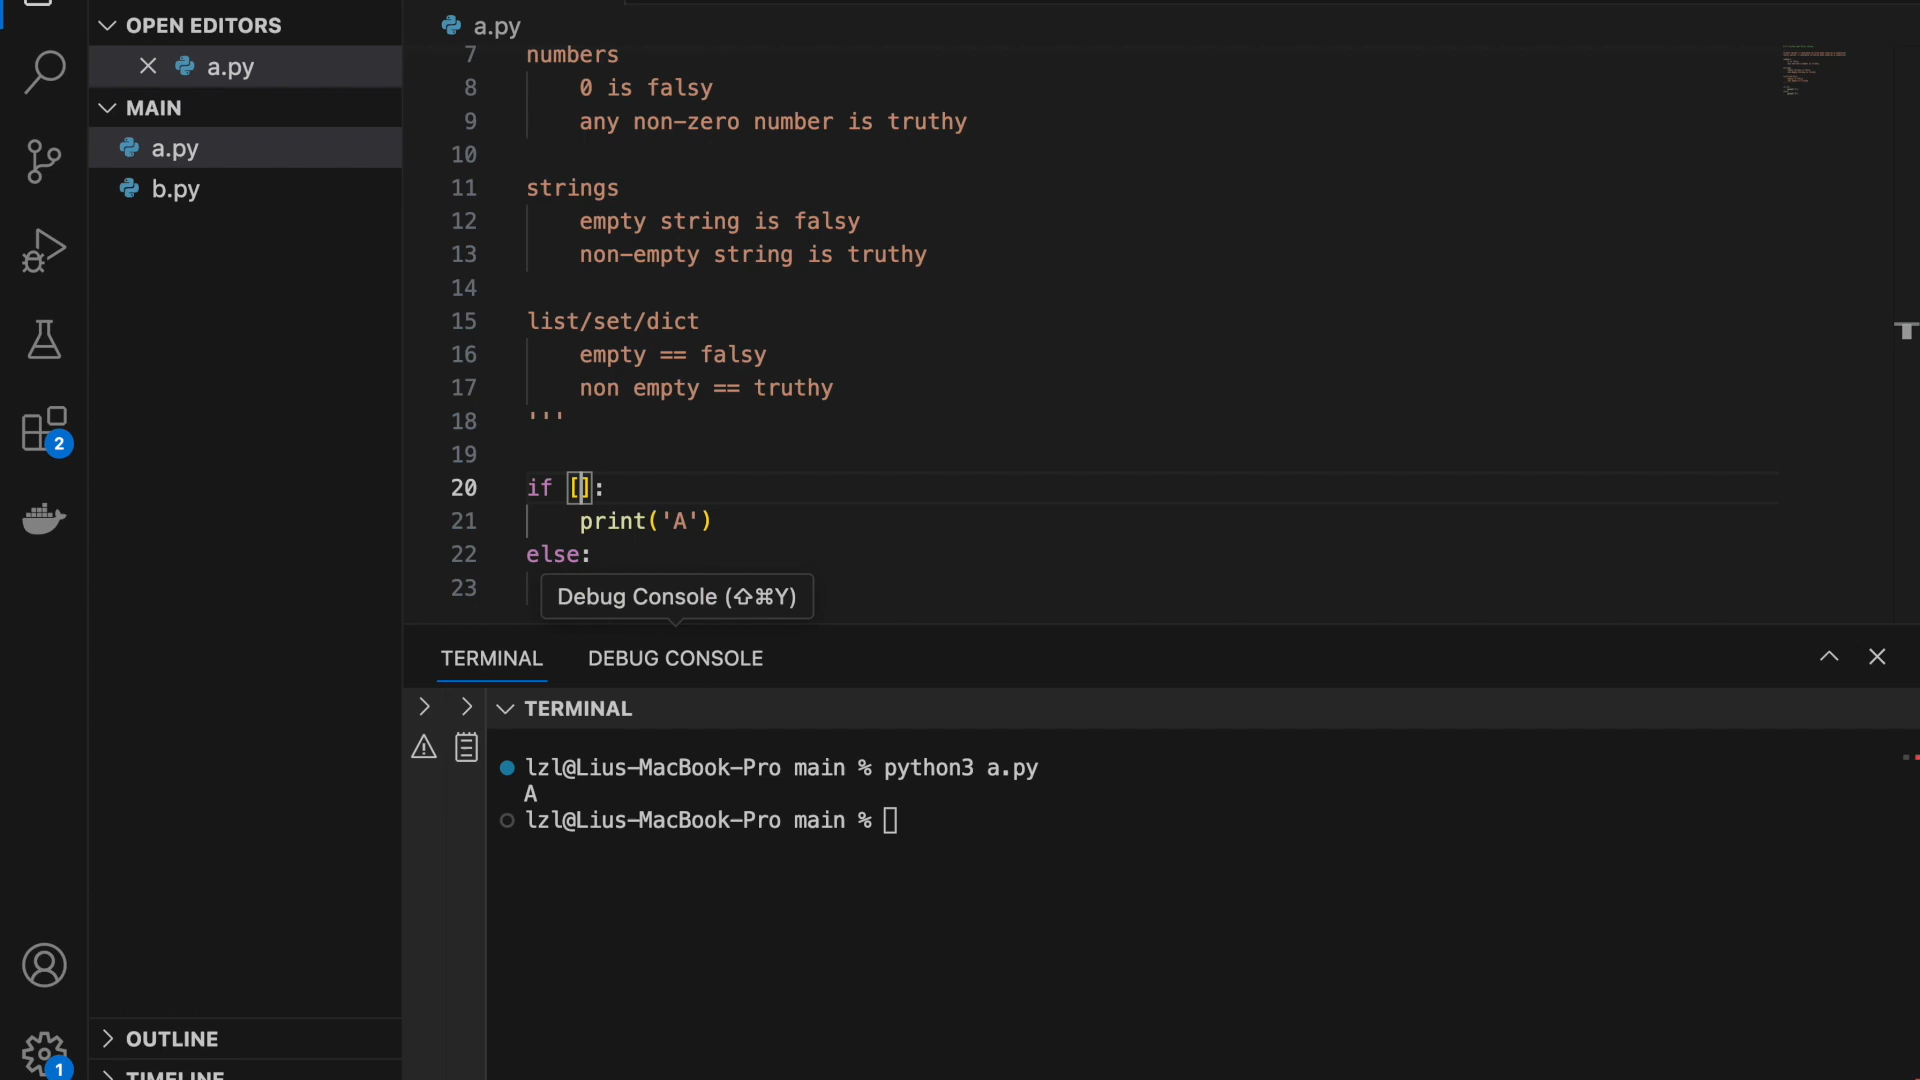 OPEN EDITORS
a.py
MAIN
a.py
b.py
2
1
OUTLINE
TIMELINE
a.py
7 numbers
8 0 is falsy
9 any non-zero number is truthy
10
11 strings
12 empty string is falsy
13 non-empty string is truthy
14
15 list/set/dict
16 empty == falsy
17 non empty == truthy
18 '''
19
20 if []:
21 print('A')
22 else:
23
Debug Console (⇧⌘Y)
TERMINAL DEBUG CONSOLE
TERMINAL
lzl@Lius-MacBook-Pro main % python3 a.py
A
lzl@Lius-MacBook-Pro main %